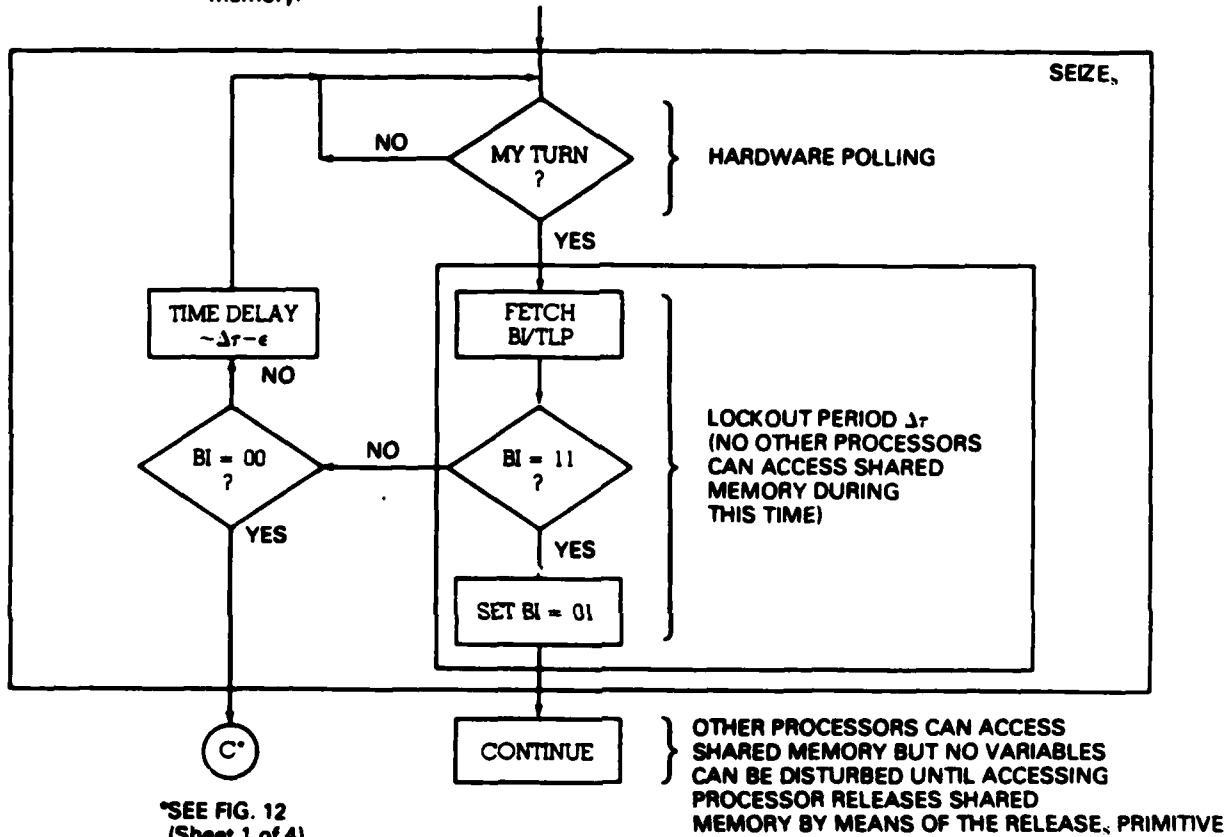 memory.
SEIZEs
NO
MY TURN
?
HARDWARE POLLING
YES
TIME DELAY
~Δτ-ϵ
FETCH
BI/TLP
NO
LOCKOUT PERIOD Δτ
(NO OTHER PROCESSORS
CAN ACCESS SHARED
MEMORY DURING
THIS TIME)
BI = 00
?
NO
BI = 11
?
YES
YES
SET BI = 01
C*
CONTINUE
OTHER PROCESSORS CAN ACCESS
SHARED MEMORY BUT NO VARIABLES
CAN BE DISTURBED UNTIL ACCESSING
PROCESSOR RELEASES SHARED
MEMORY BY MEANS OF THE RELEASEs PRIMITIVE
*SEE FIG. 12
(Sheet 1 of 4)